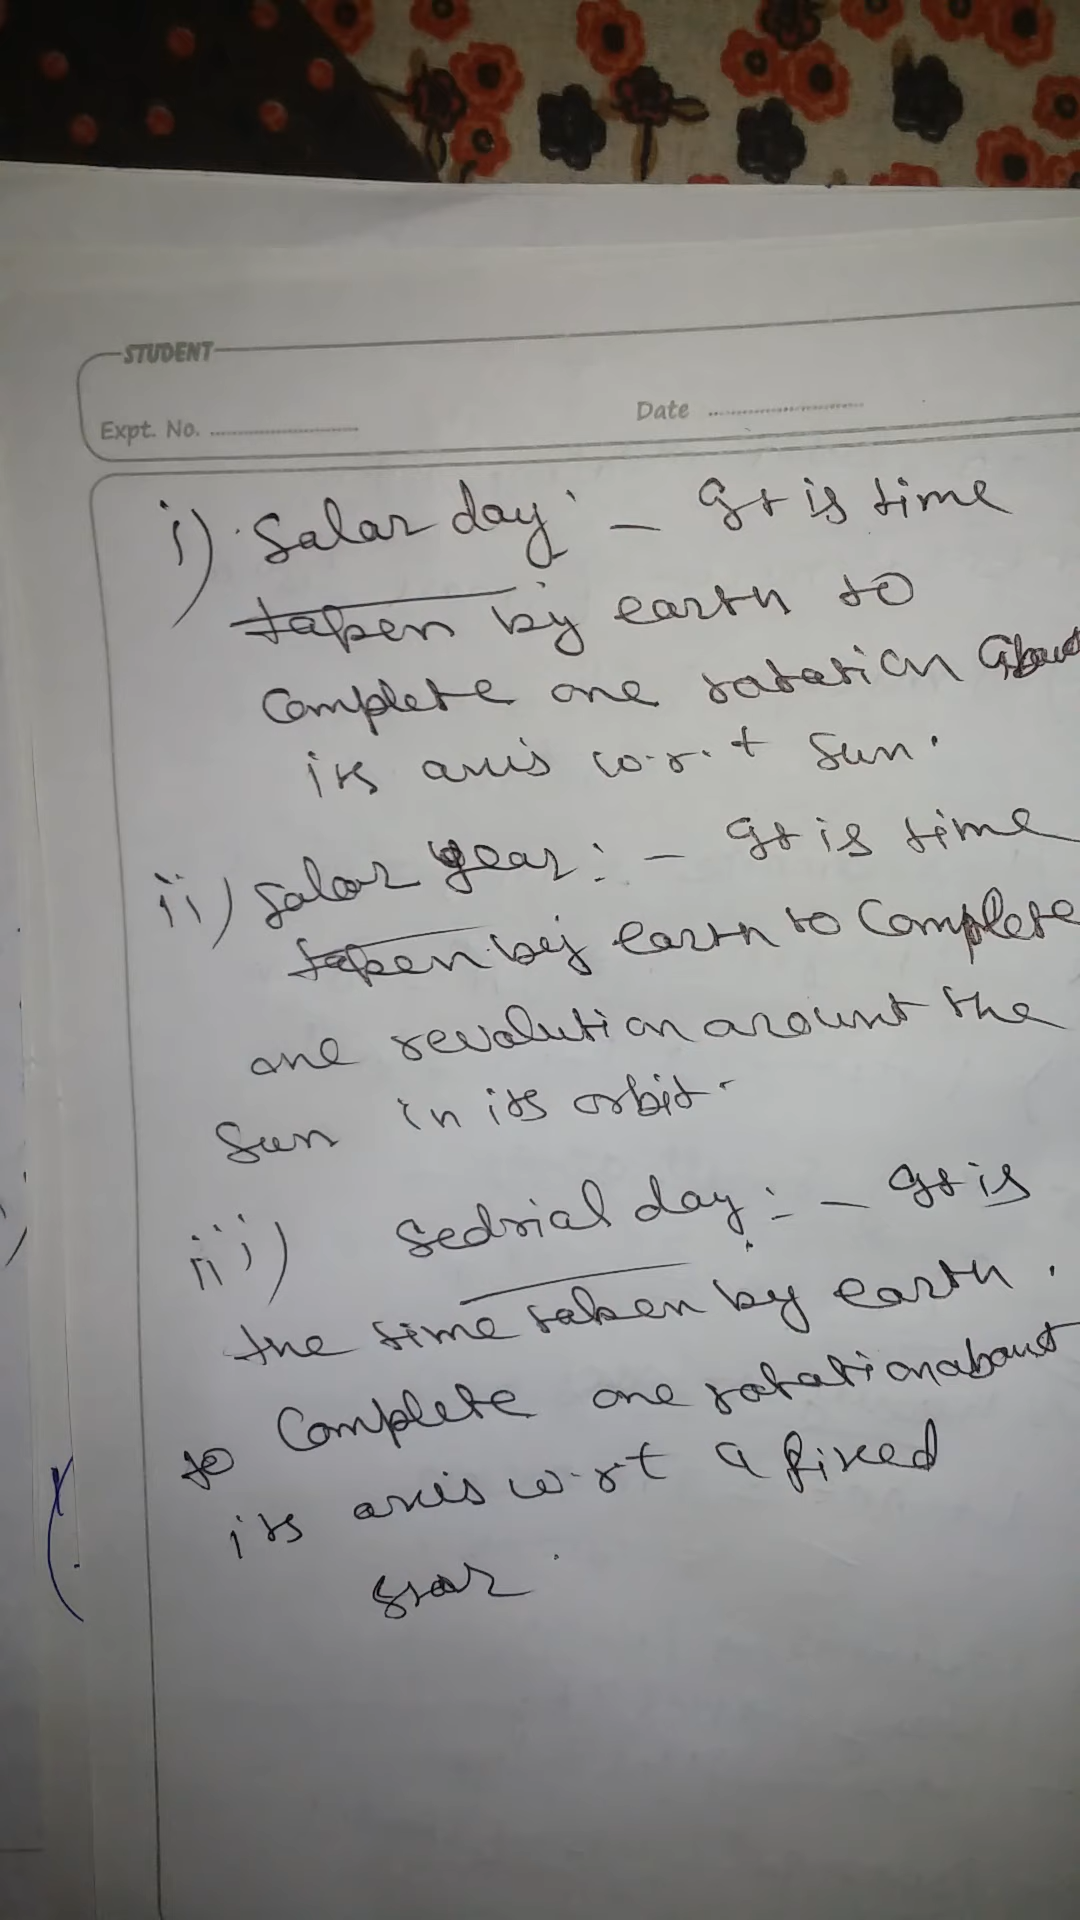 STUDENT
Expt. No. ............ Date ............
i) Solar day :- It is time
taken by earth to
Complete one rotation about
its axis w.r.t Sun.
ii) Solar year :- It is time
taken by earth to Complete
one revolution arount the
Sun in its orbit.
iii) Sedrial day :- It is
the time taken by earth.
to Complete one rotation about
its axis w.r.t a fixed
star.